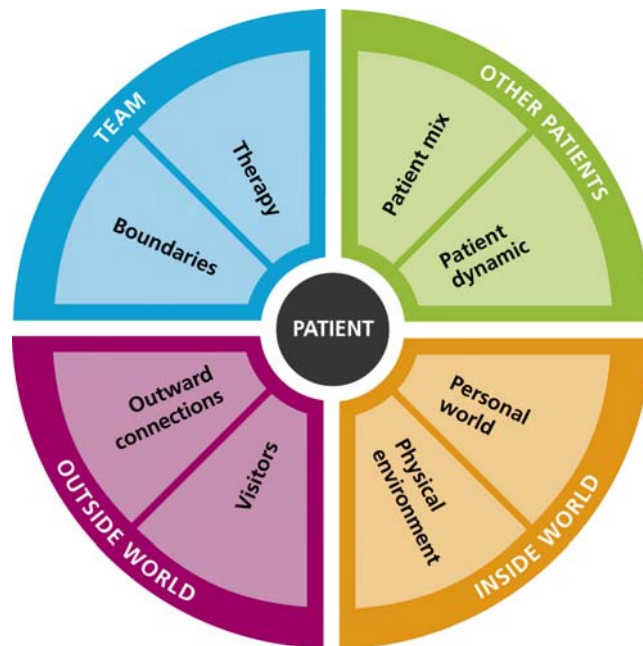 TEAM
Therapy
Boundaries
OTHER PATIENTS
Patient mix
Patient
dynamic
PATIENT
OUTSIDE WORLD
Outward
connections
Visitors
INSIDE WORLD
Personal
world
Physical
environment